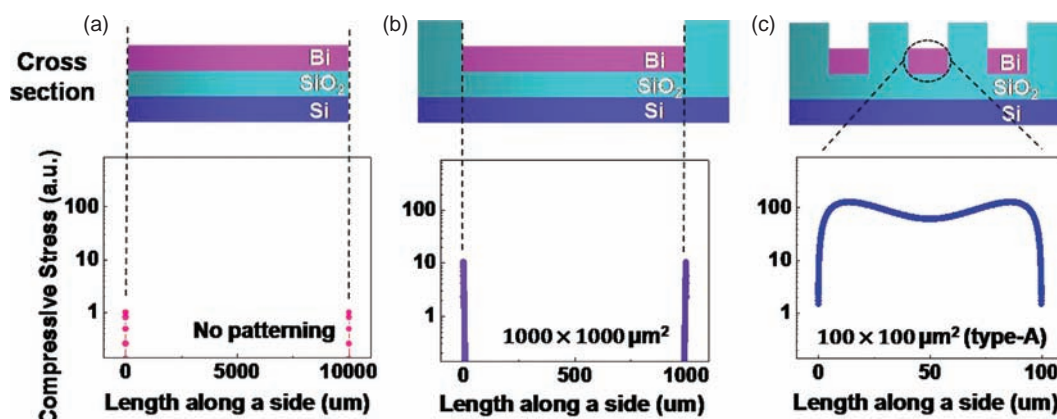 (a)
Cross
section
Bi
SiO2
Si
(b)
Bi
SiO2
Si
(c)
Bi
Bi
SiO2
Si
Compressive Stress (a.u.)
100
10
1
No patterning
0 5000 10000
Length along a side (um)
100
10
1
1000 × 1000 μm²
0 1000
Length along a side (um)
100
10
1
100 × 100 μm² (type-A)
0 50 100
Length along a side (um)